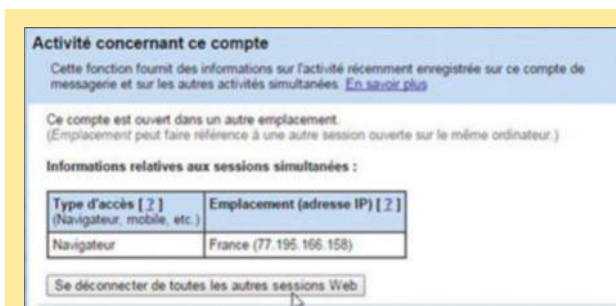 Activité concernant ce compte
Cette fonction fournit des informations sur l'activité récemment enregistrée sur ce compte de
messagerie et sur les autres activités simultanées. En savoir plus
Ce compte est ouvert dans un autre emplacement.
(Emplacement peut faire référence à une autre session ouverte sur le même ordinateur.)
Informations relatives aux sessions simultanées :
Type d'accès [ ? ] Emplacement (adresse IP) [ ? ]
(Navigateur, mobile, etc.)
Navigateur France (77.195.166.158)
Se déconnecter de toutes les autres sessions Web